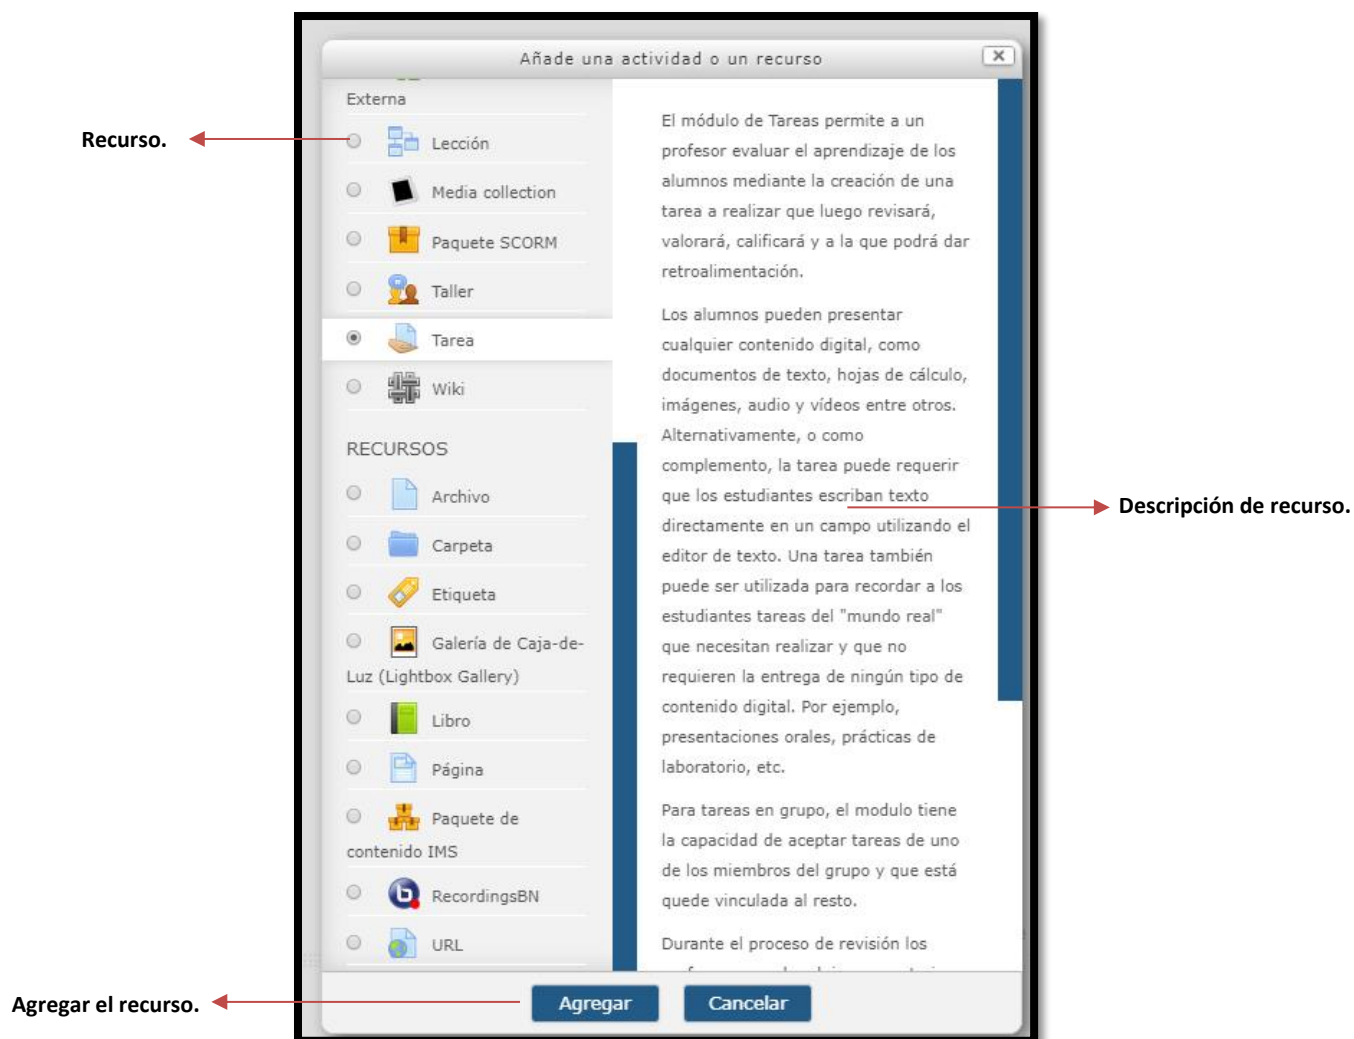 Añade una actividad o un recurso
Externa
Recurso.
Lección
Media collection
Paquete SCORM
Taller
Tarea
Wiki
RECURSOS
Archivo
Carpeta
Etiqueta
Galería de Caja-de-
Luz (Lightbox Gallery)
Libro
Página
Paquete de
contenido IMS
RecordingsBN
URL
El módulo de Tareas permite a un
profesor evaluar el aprendizaje de los
alumnos mediante la creación de una
tarea a realizar que luego revisará,
valorará, calificará y a la que podrá dar
retroalimentación.
Los alumnos pueden presentar
cualquier contenido digital, como
documentos de texto, hojas de cálculo,
imágenes, audio y vídeos entre otros.
Alternativamente, o como
complemento, la tarea puede requerir
que los estudiantes escriban texto
directamente en un campo utilizando el
editor de texto. Una tarea también
puede ser utilizada para recordar a los
estudiantes tareas del "mundo real"
que necesitan realizar y que no
requieren la entrega de ningún tipo de
contenido digital. Por ejemplo,
presentaciones orales, prácticas de
laboratorio, etc.
Para tareas en grupo, el modulo tiene
la capacidad de aceptar tareas de uno
de los miembros del grupo y que está
quede vinculada al resto.
Durante el proceso de revisión los
Descripción de recurso.
Agregar el recurso.
Agregar
Cancelar